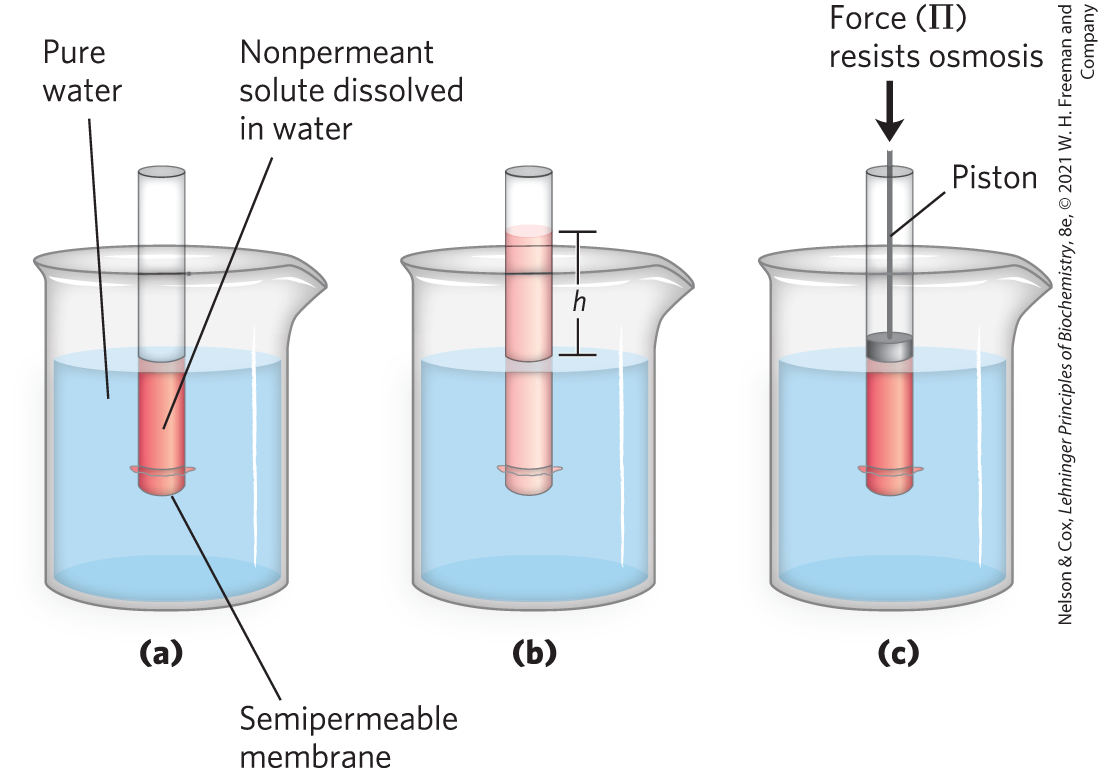 Pure
water
Nonpermeant
solute dissolved
in water
Force (Π)
resists osmosis
Piston
h
(a)
(b)
(c)
Semipermeable
membrane
Nelson & Cox, Lehninger Principles of Biochemistry, 8e, © 2021 W. H. Freeman and
Company